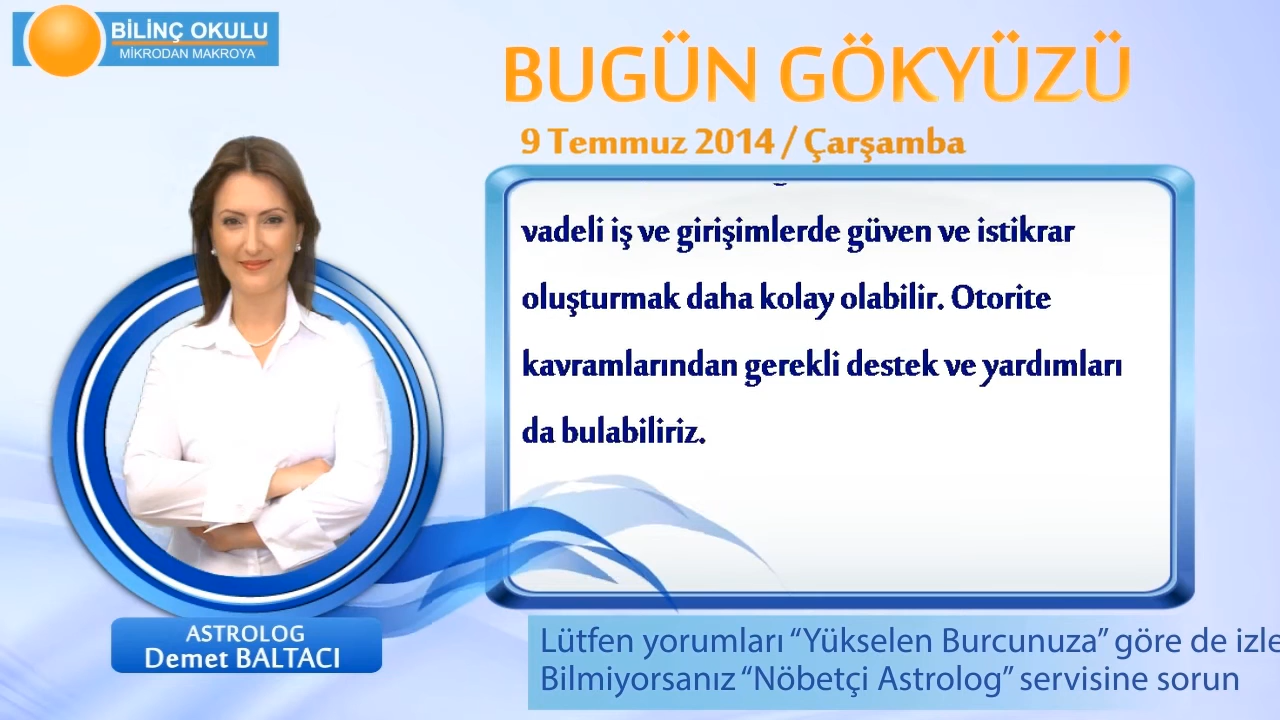 BİLİNÇ OKULU
MİKRODAN MAKROYA
BUGÜN GÖKYÜZÜ
9 Temmuz 2014 / Çarşamba
vadeli iş ve girişimlerde güven ve istikrar
oluşturmak daha kolay olabilir. Otorite
kavramlarından gerekli destek ve yardımları
da bulabiliriz.
ASTROLOG
Demet BALTACI
Lütfen yorumları “Yükselen Burcunuza” göre de izle
Bilmiyorsanız “Nöbetçi Astrolog” servisine sorun